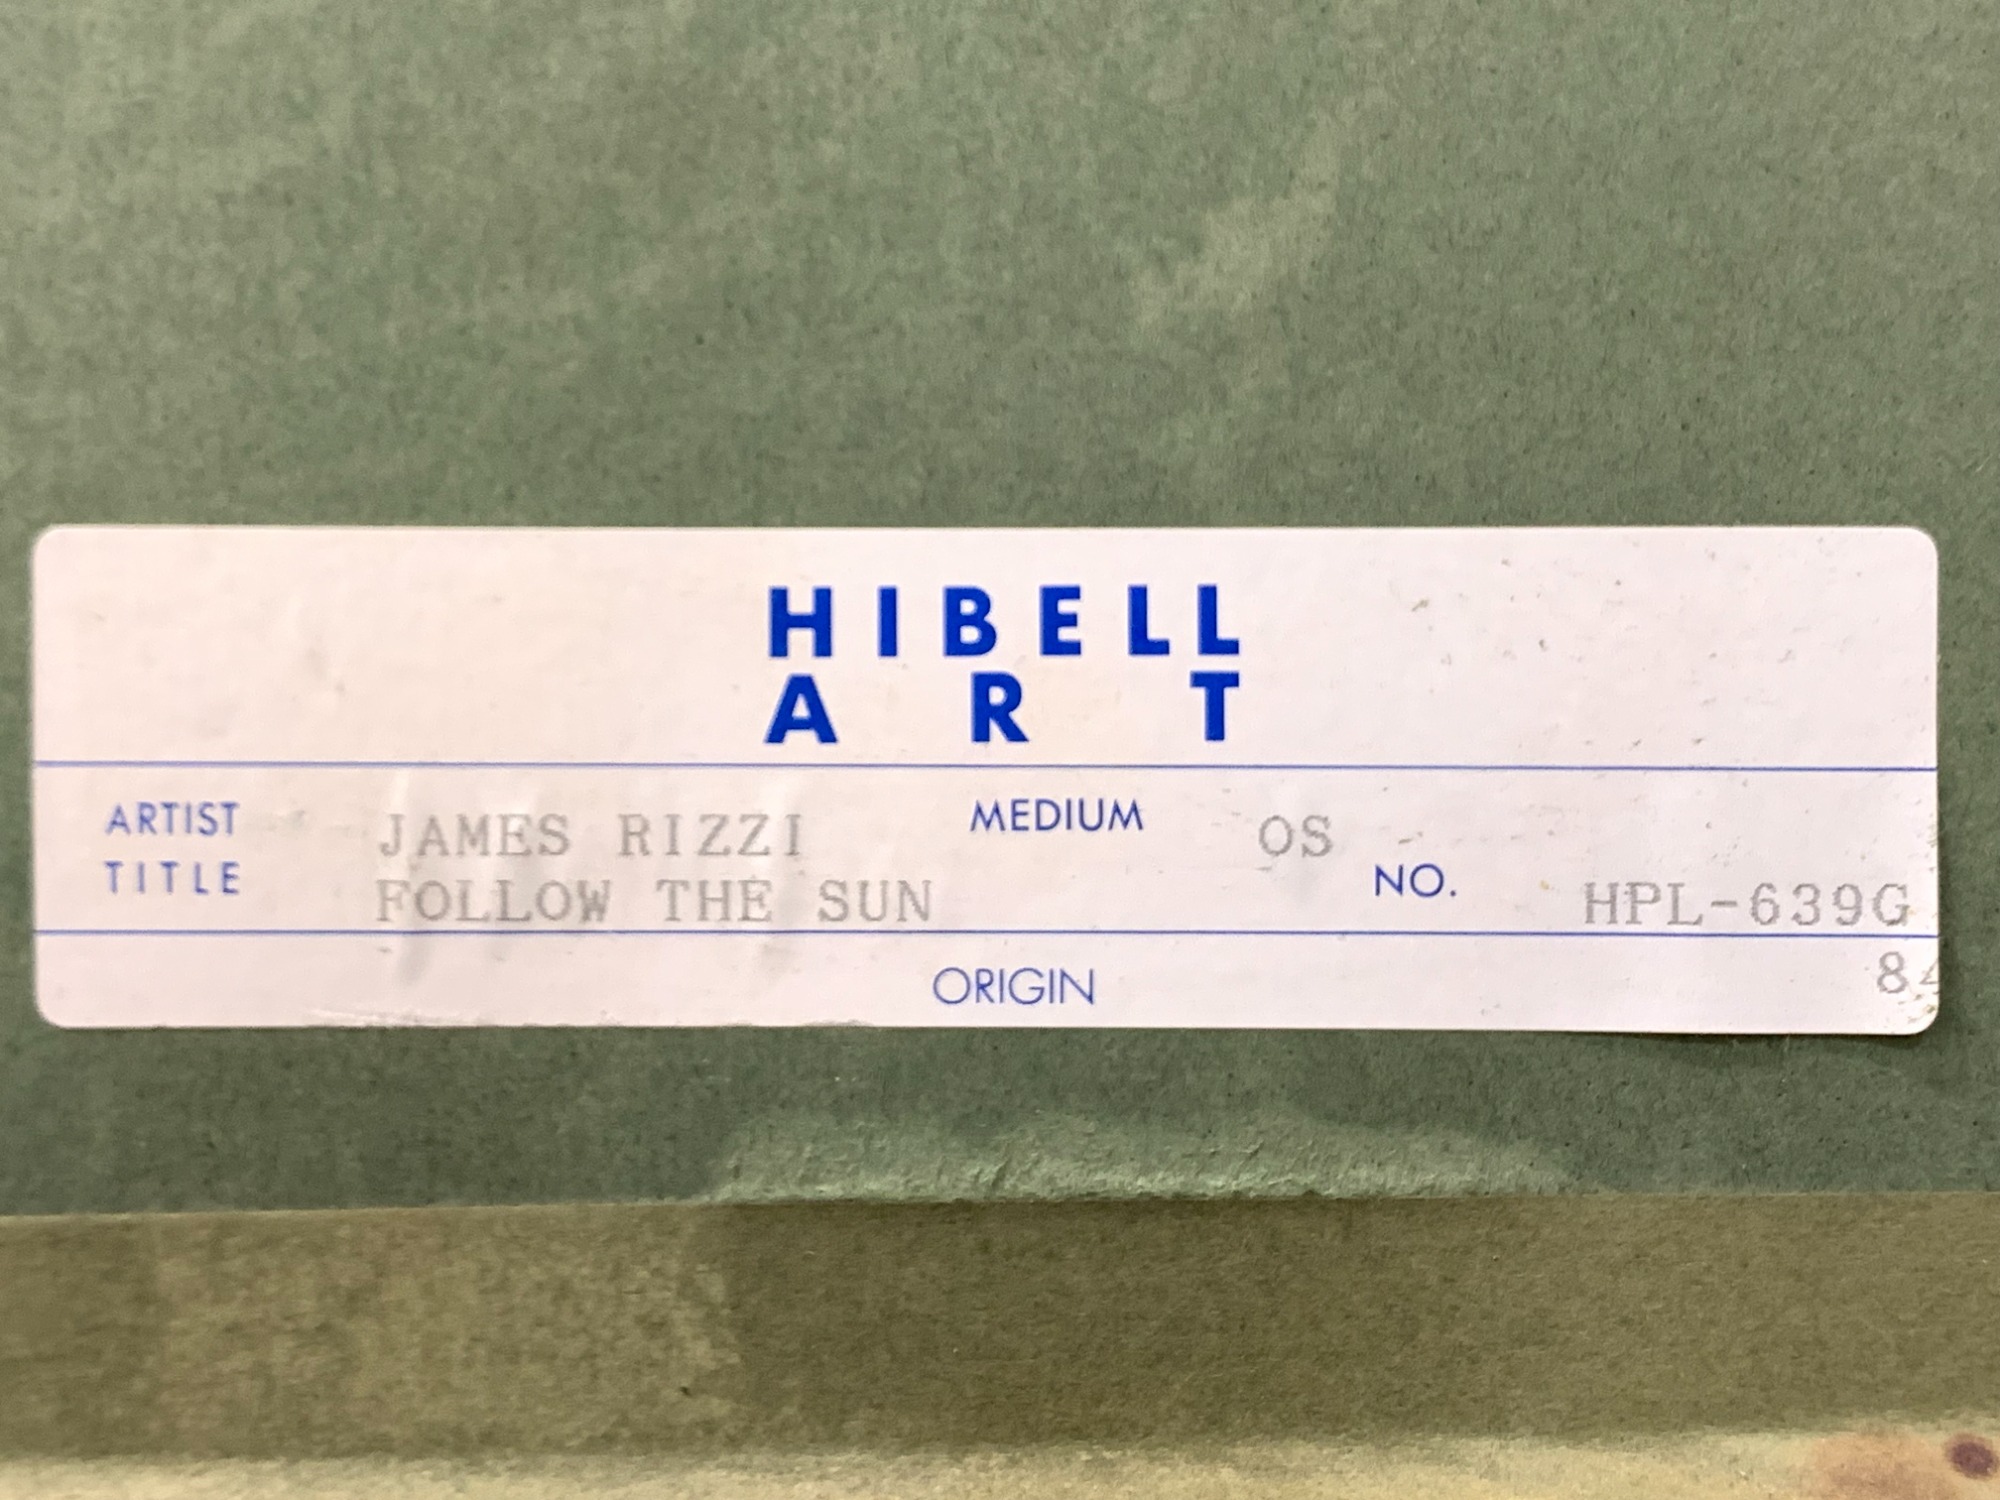 HIBELL
ART
ARTIST JAMES RIZZI MEDIUM OS
TITLE FOLLOW THE SUN NO. HPL-639G
ORIGIN